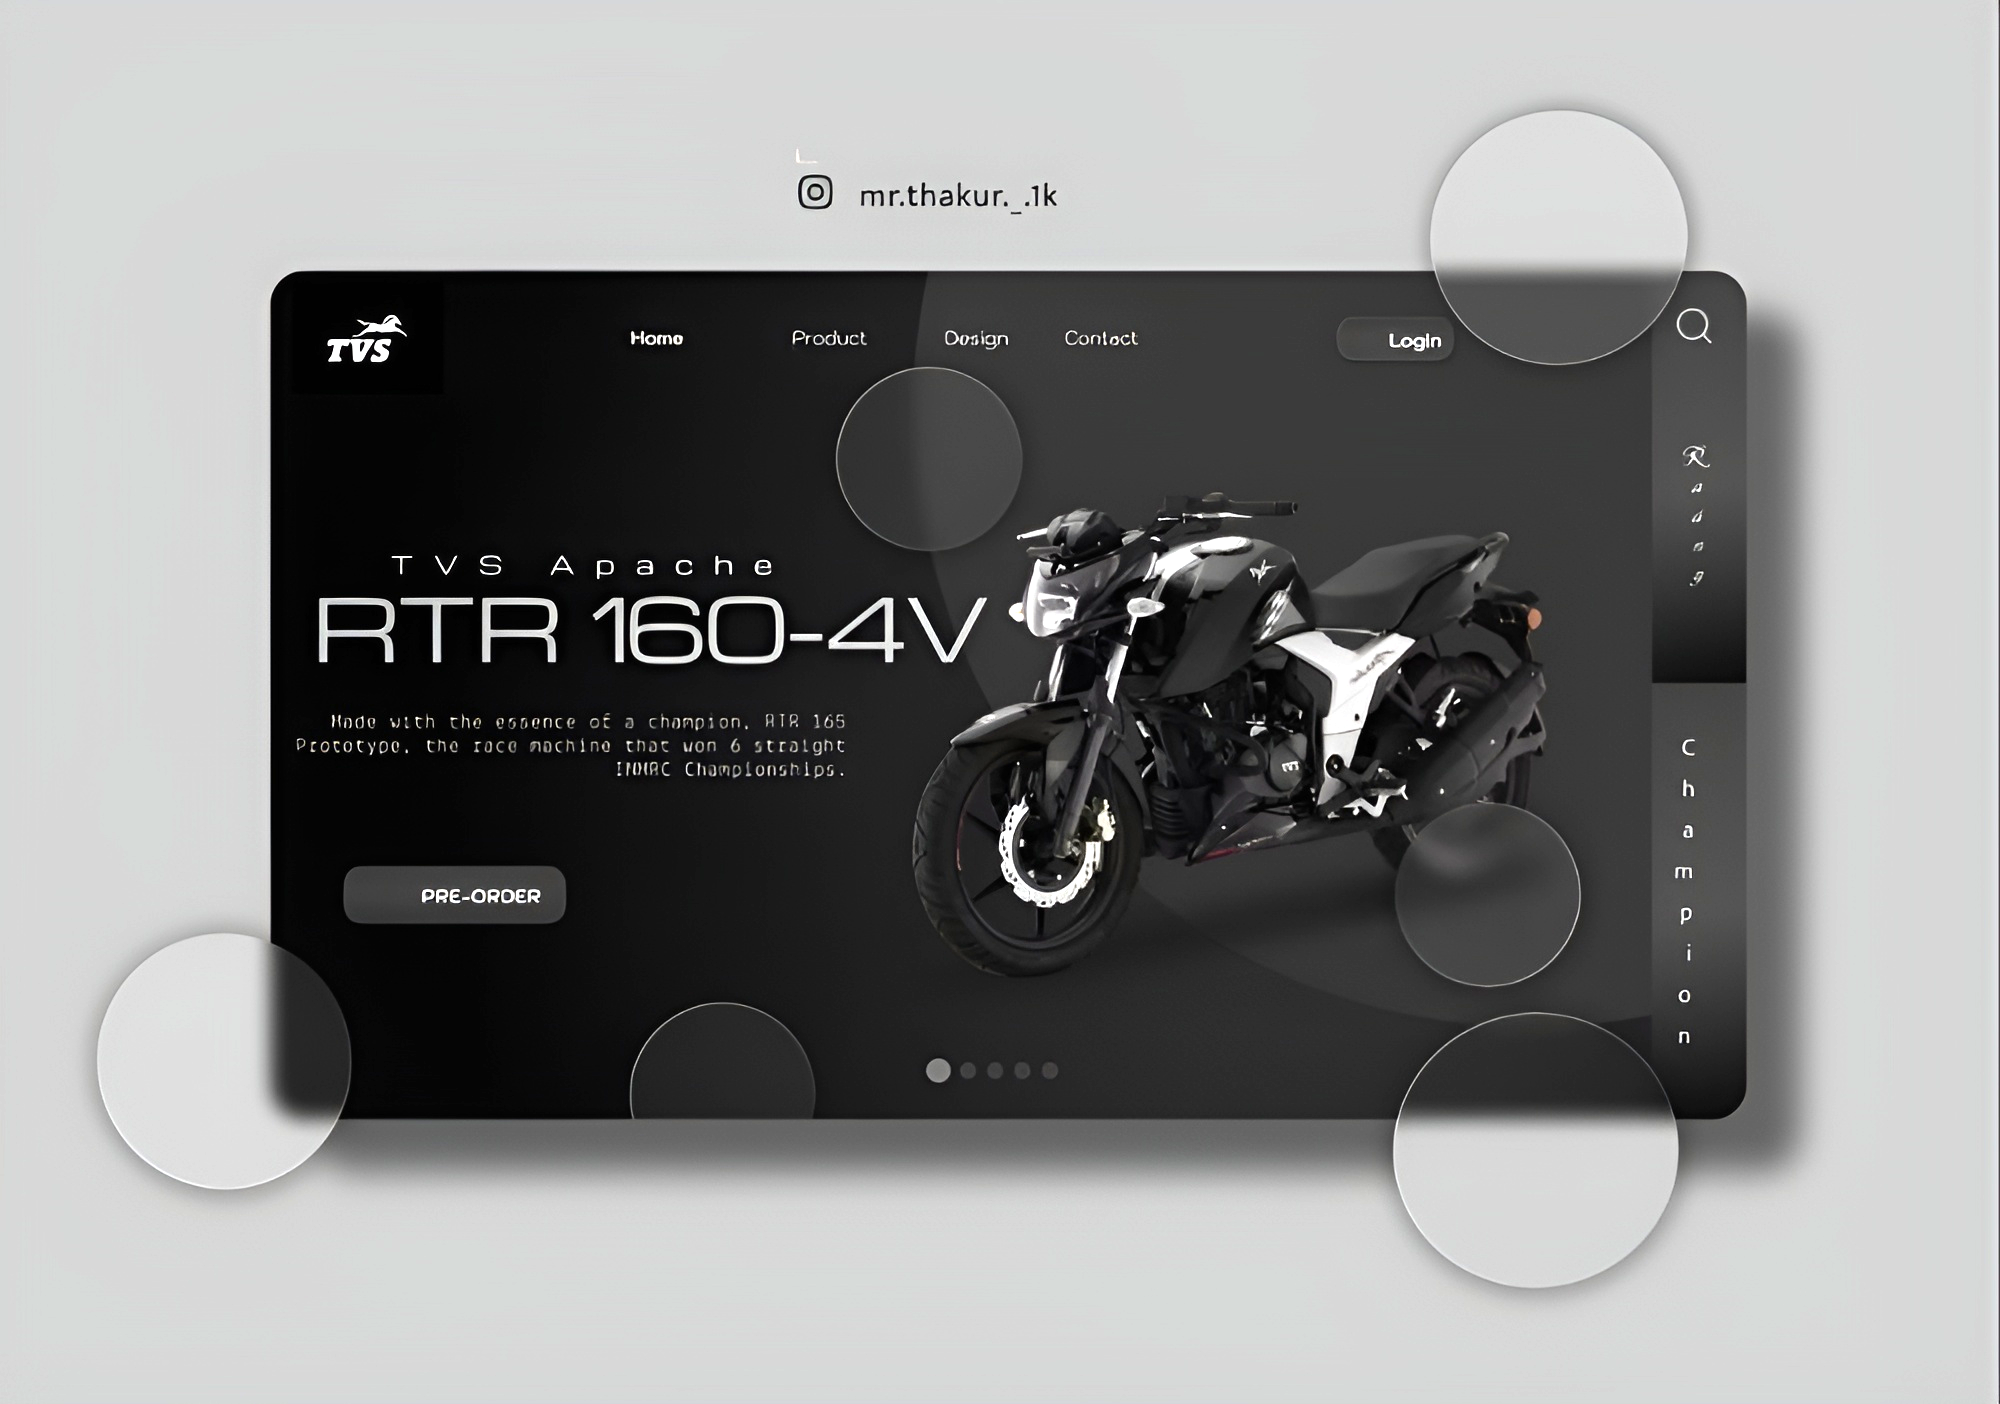 mr.thakur._.1k
TVS
Home Product Design Contact Login
TVS Apache
RTR 160-4V
Made with the essence of a champion, RTR 165
Prototype, the race machine that won 6 straight
INMRC Championships.
PRE-ORDER
Racing
Champion
TVS